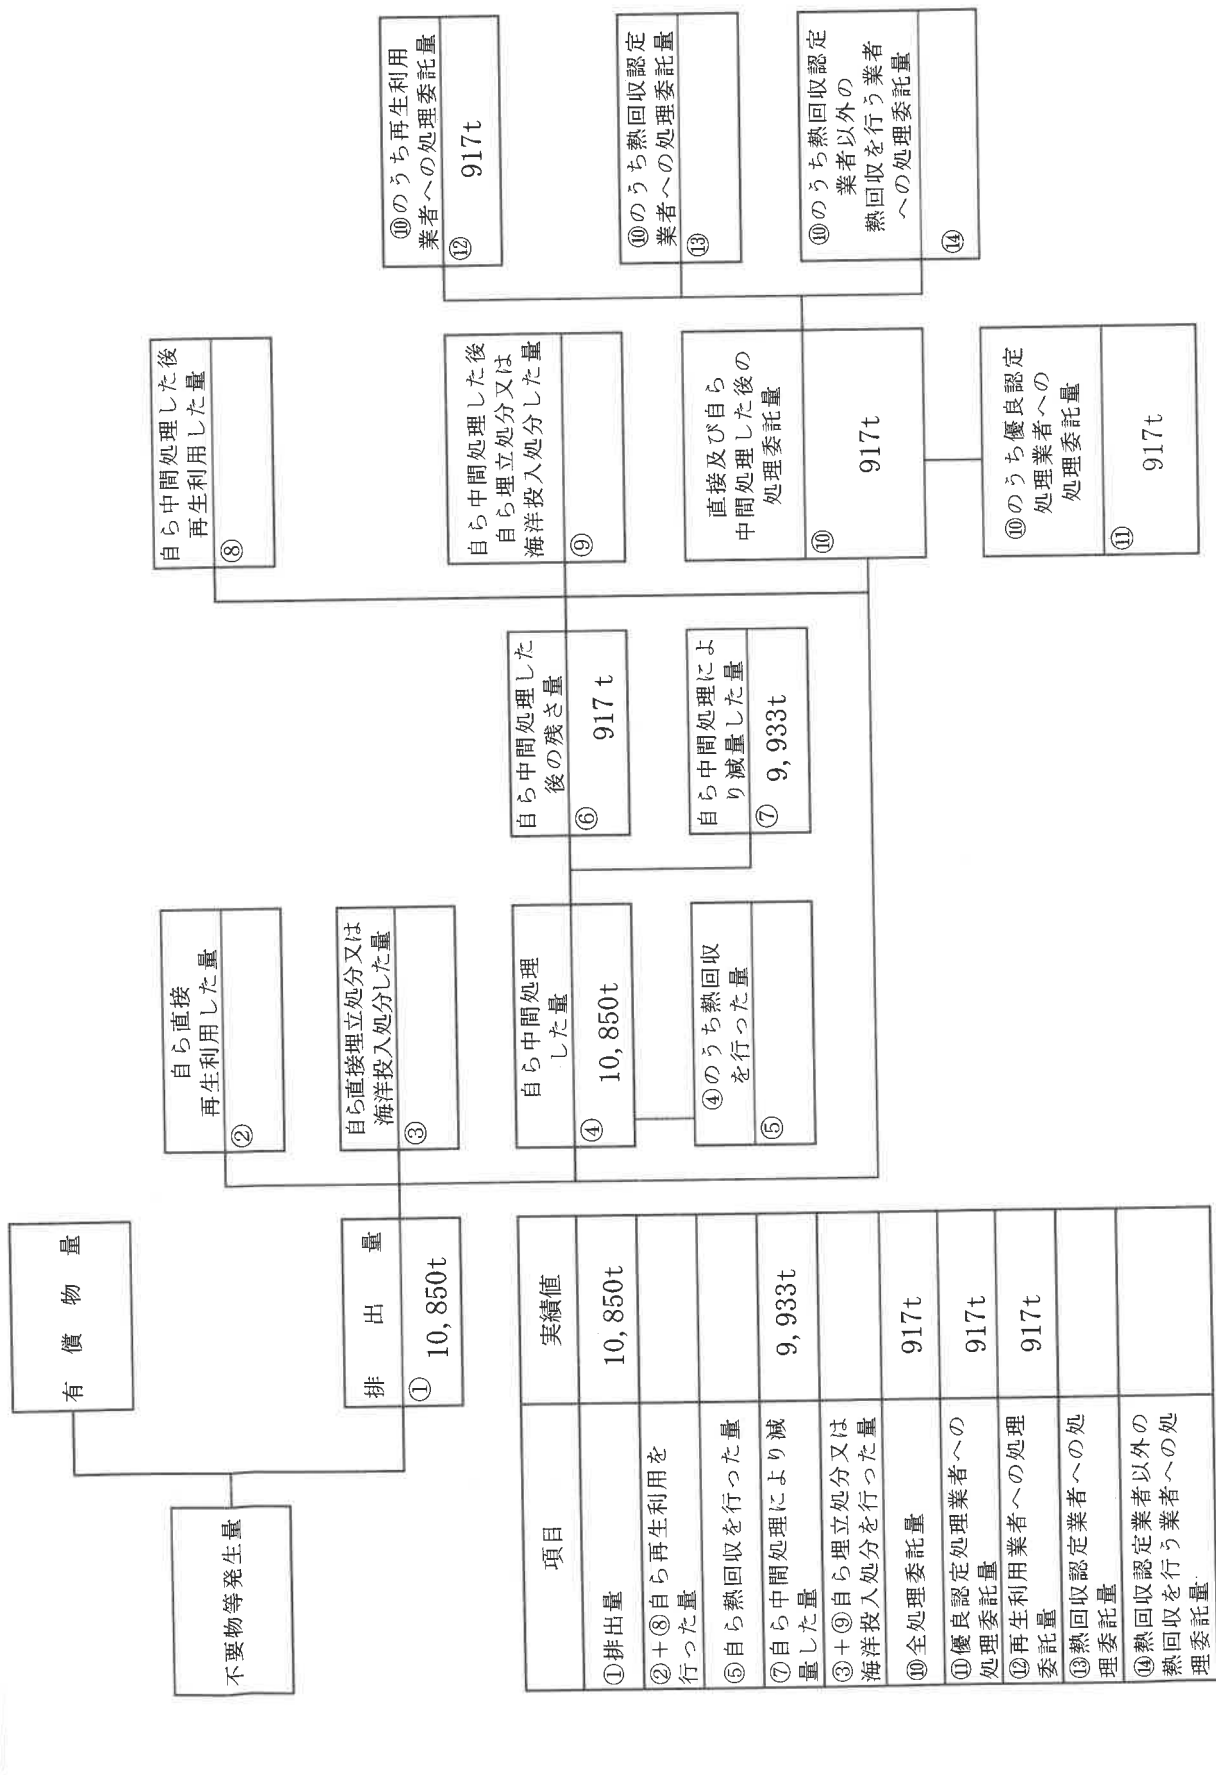 不要物等発生量
有償物量
排出量
①
10,850t
自ら直接
再生利用した量
②
自ら直接埋立処分又は
海洋投入処分した量
③
自ら中間処理
した量
④
10,850t
④のうち熱回収
を行った量
⑤
自ら中間処理した
後の残さ量
⑥
917t
自ら中間処理によ
り減量した量
⑦
9,933t
自ら中間処理した後
再生利用した量
⑧
自ら中間処理した後
自ら埋立処分又は
海洋投入処分した量
⑨
直接及び自ら
中間処理した後の
処理委託量
⑩
917t
⑩のうち優良認定
処理業者への
処理委託量
⑪
917t
⑩のうち再生利用
業者への処理委託量
⑫
917t
⑩のうち熱回収認定
業者への処理委託量
⑬
⑩のうち熱回収認定
業者以外の
熱回収を行う業者
への処理委託量
⑭
項目
実績値
①排出量
10,850t
②+⑧自ら再生利用を
行った量
⑤自ら熱回収を行った量
⑦自ら中間処理により減
量した量
9,933t
③+⑨自ら埋立処分又は
海洋投入処分を行った量
⑩全処理委託量
917t
⑪優良認定処理業者への
処理委託量
917t
⑫再生利用業者への処理
委託量
917t
⑬熱回収認定業者への処
理委託量
⑭熱回収認定業者以外の
熱回収を行う業者への処
理委託量